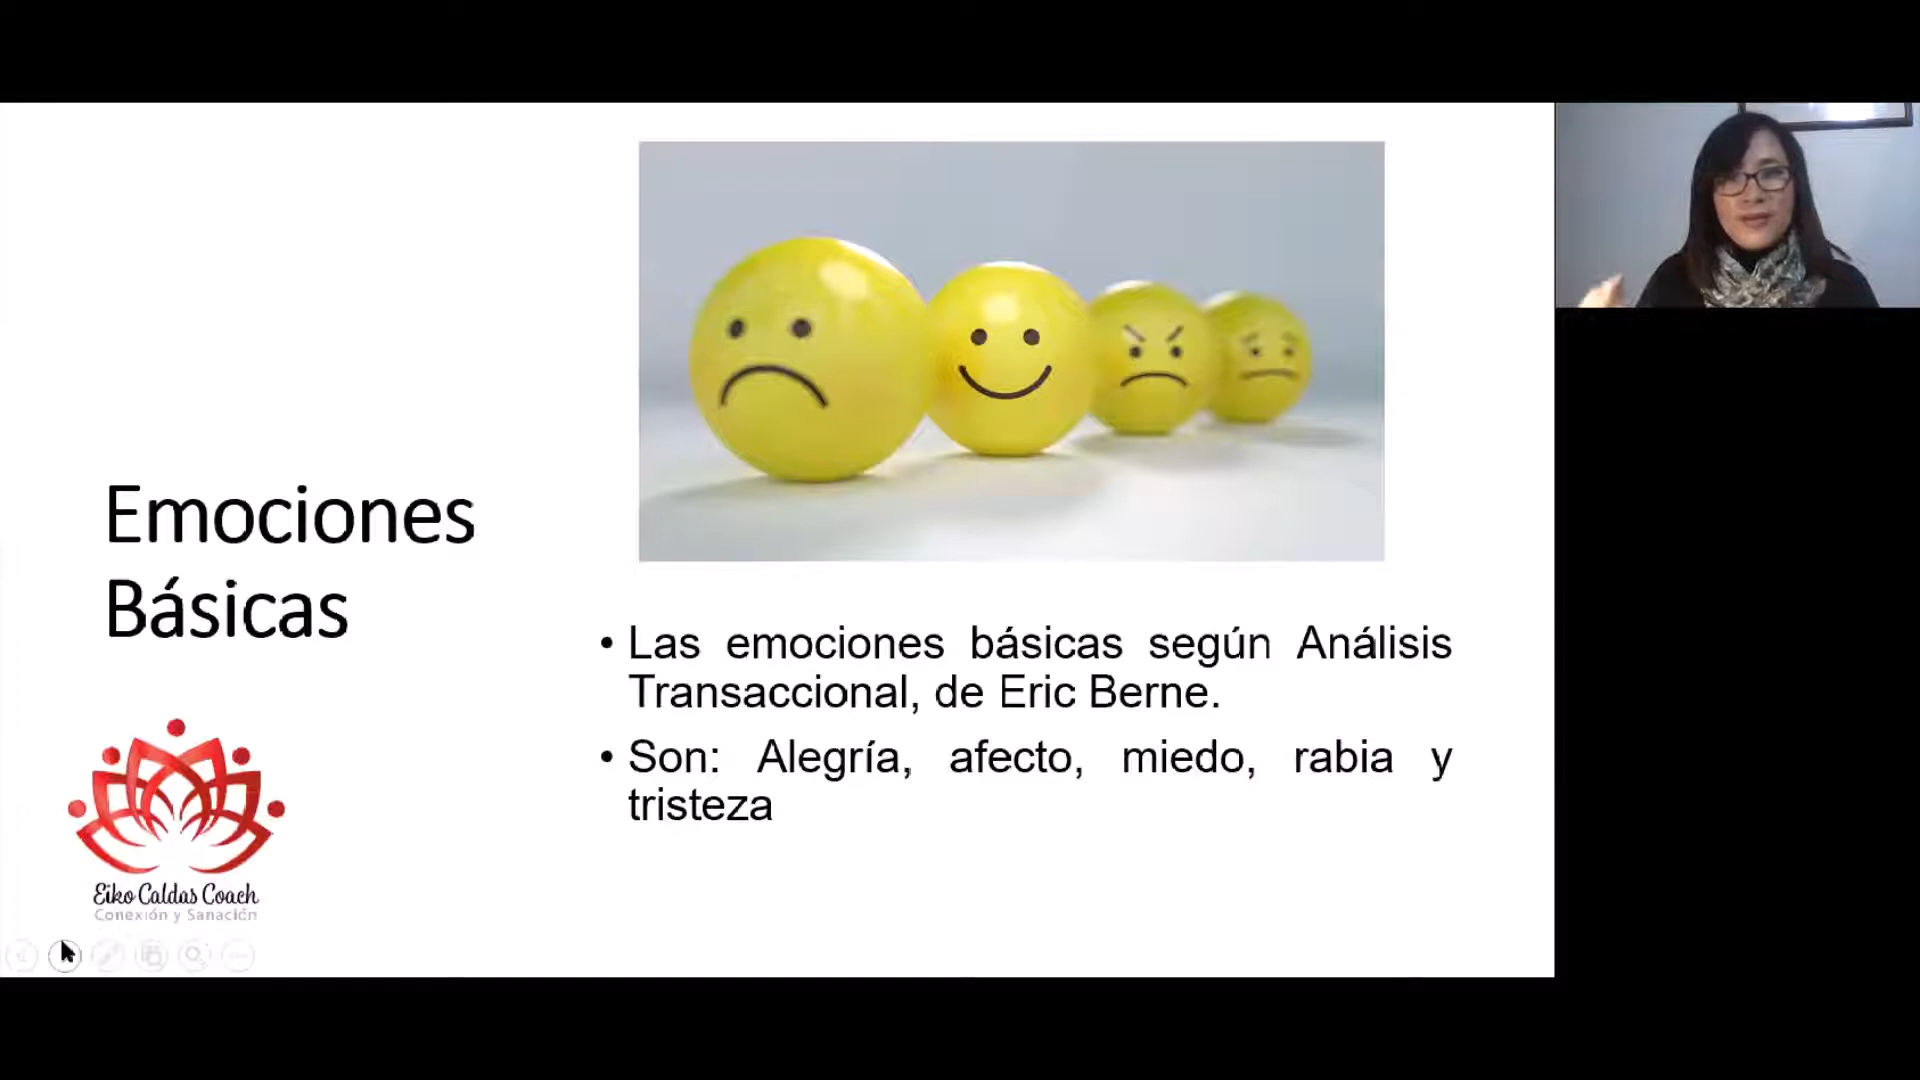 Emociones
Básicas
• Las emociones básicas según Análisis
Transaccional, de Eric Berne.
• Son: Alegría, afecto, miedo, rabia y
tristeza
Eiko Caldas Coach
Conexión y Sanación